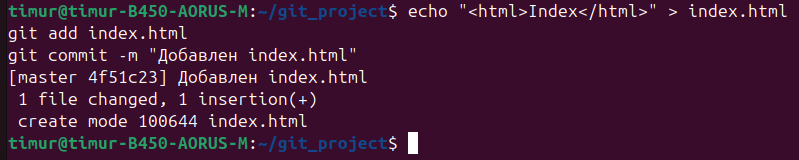 timur@timur-B450-AORUS-M:~/git_project$ echo "<html>Index</html>" > index.html
git add index.html
git commit -m "Добавлен index.html"
[master 4f51c23] Добавлен index.html
 1 file changed, 1 insertion(+)
 create mode 100644 index.html
timur@timur-B450-AORUS-M:~/git_project$